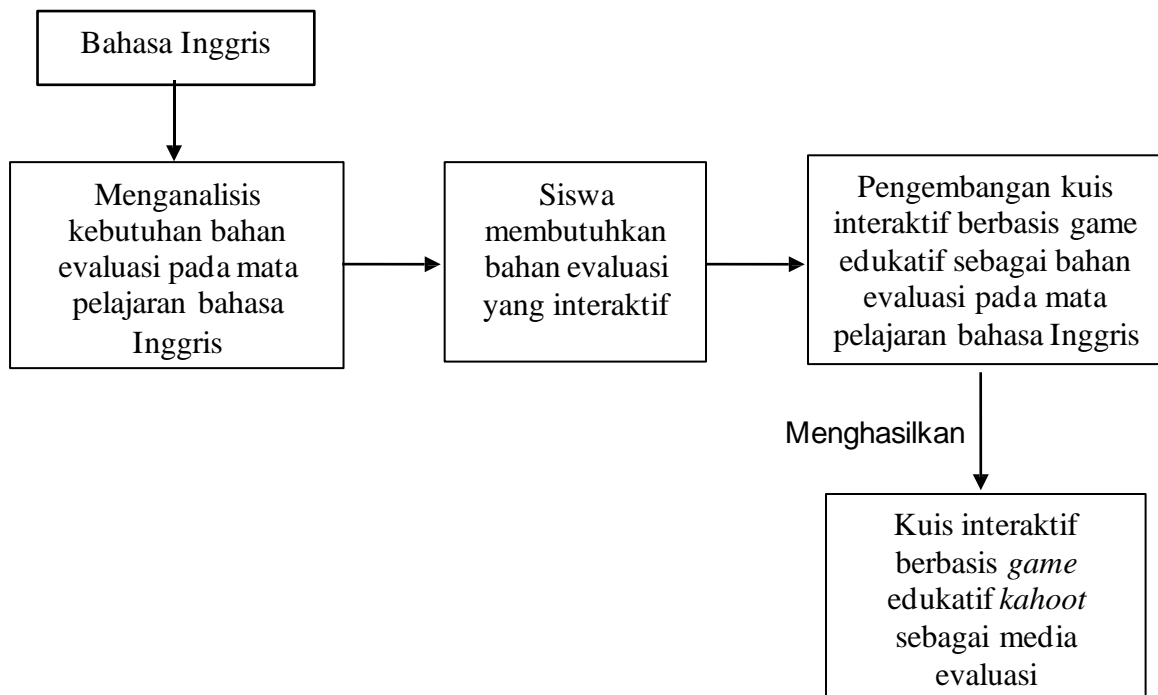 Bahasa Inggris
Menganalisis
kebutuhan bahan
evaluasi pada mata
pelajaran bahasa
Inggris
Siswa
membutuhkan
bahan evaluasi
yang interaktif
Pengembangan kuis
interaktif berbasis game
edukatif sebagai bahan
evaluasi pada mata
pelajaran bahasa Inggris
Menghasilkan
Kuis interaktif
berbasis game
edukatif kahoot
sebagai media
evaluasi